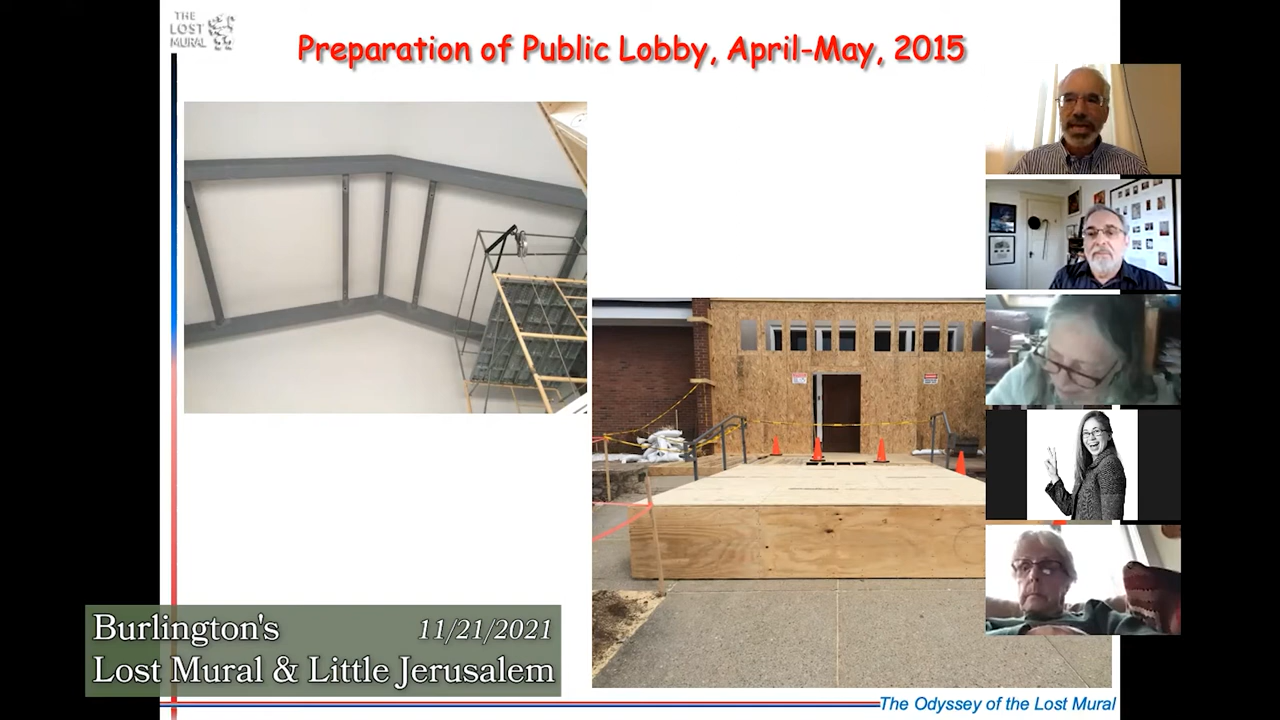 THE
LOST
MURAL
Preparation of Public Lobby, April-May, 2015
Burlington's
11/21/2021
Lost Mural & Little Jerusalem
The Odyssey of the Lost Mural